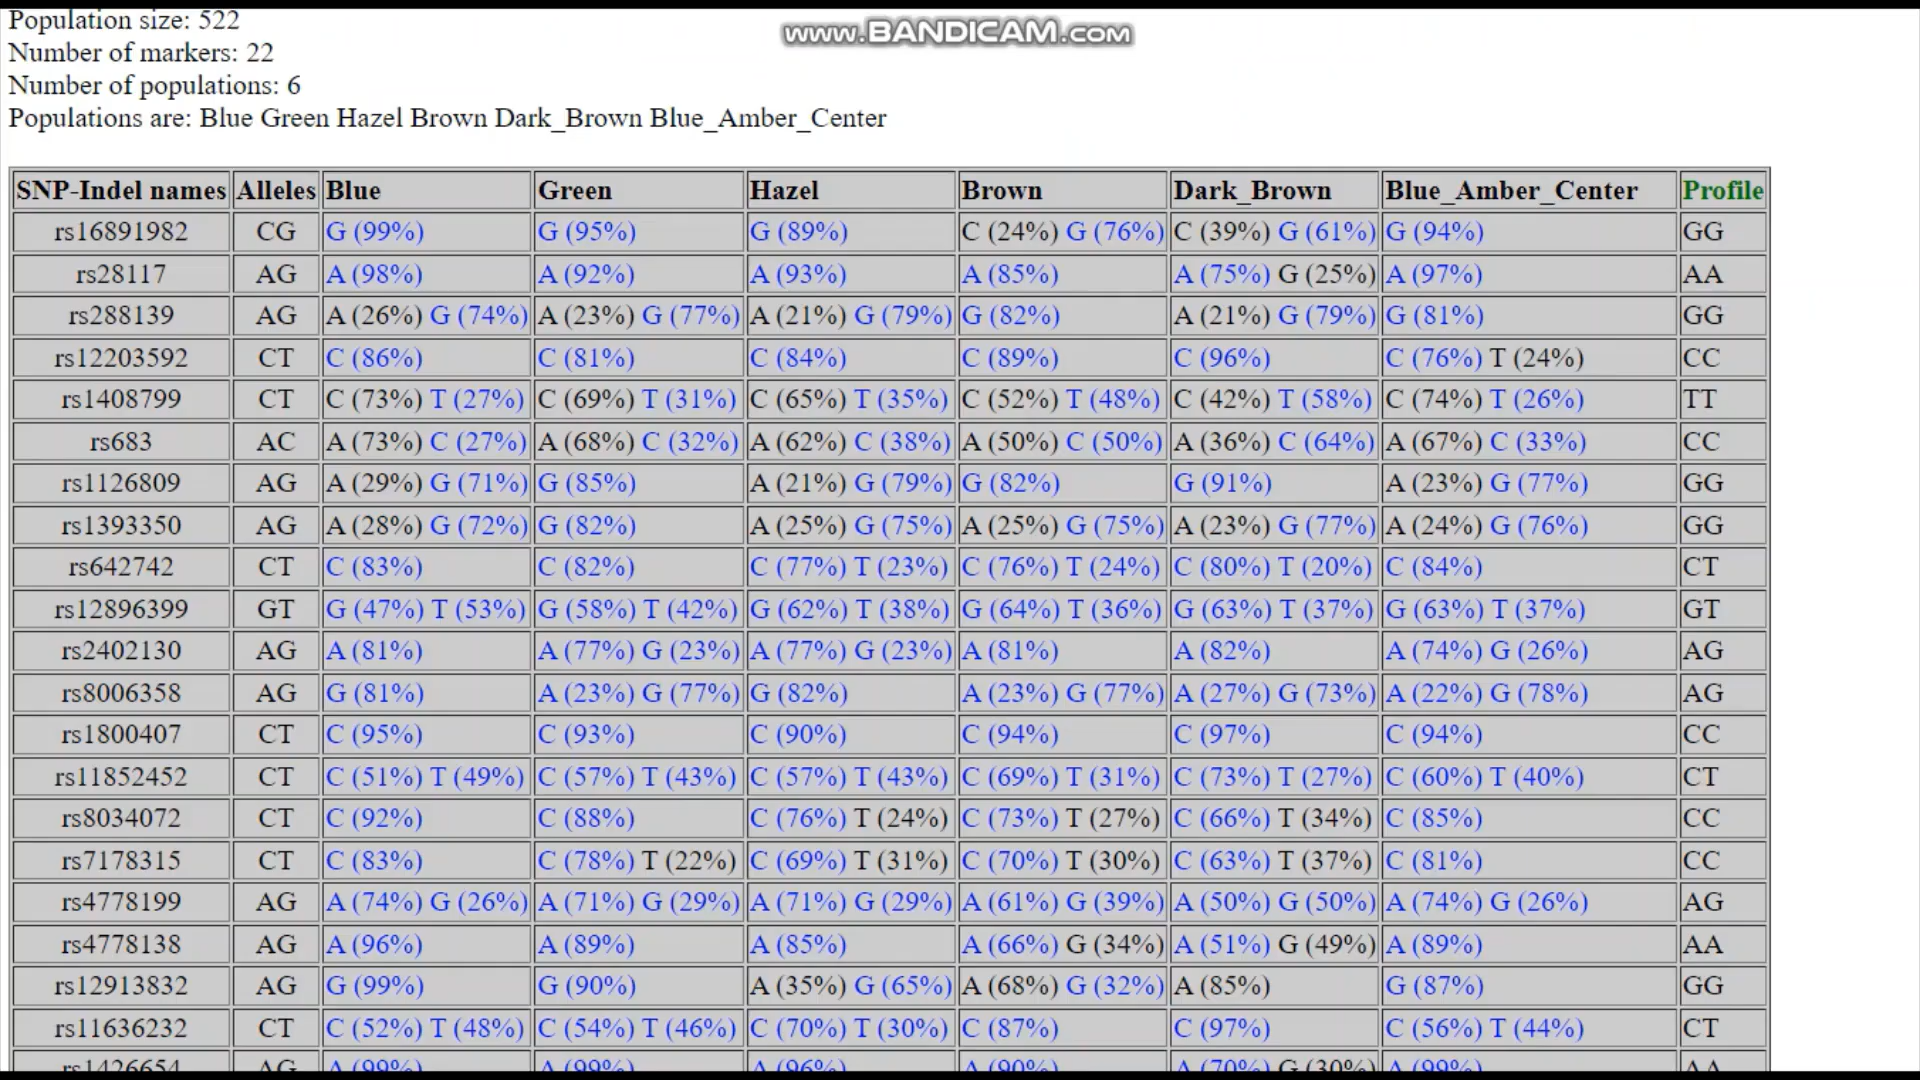 Population size: 522
www.BANDICAM.com
Number of markers: 22
Number of populations: 6
Populations are: Blue Green Hazel Brown Dark_Brown Blue_Amber_Center
SNP-Indel names Alleles Blue Green Hazel Brown Dark_Brown Blue_Amber_Center Profile
rs16891982 CG G (99%) G (95%) G (89%) C (24%) G (76%) C (39%) G (61%) G (94%) GG
rs28117 AG A (98%) A (92%) A (93%) A (85%) A (75%) G (25%) A (97%) AA
rs288139 AG A (26%) G (74%) A (23%) G (77%) A (21%) G (79%) G (82%) A (21%) G (79%) G (81%) GG
rs12203592 CT C (86%) C (81%) C (84%) C (89%) C (96%) C (76%) T (24%) CC
rs1408799 CT C (73%) T (27%) C (69%) T (31%) C (65%) T (35%) C (52%) T (48%) C (42%) T (58%) C (74%) T (26%) TT
rs683 AC A (73%) C (27%) A (68%) C (32%) A (62%) C (38%) A (50%) C (50%) A (36%) C (64%) A (67%) C (33%) CC
rs1126809 AG A (29%) G (71%) G (85%) A (21%) G (79%) G (82%) G (91%) A (23%) G (77%) GG
rs1393350 AG A (28%) G (72%) G (82%) A (25%) G (75%) A (25%) G (75%) A (23%) G (77%) A (24%) G (76%) GG
rs642742 CT C (83%) C (82%) C (77%) T (23%) C (76%) T (24%) C (80%) T (20%) C (84%) CT
rs12896399 GT G (47%) T (53%) G (58%) T (42%) G (62%) T (38%) G (64%) T (36%) G (63%) T (37%) G (63%) T (37%) GT
rs2402130 AG A (81%) A (77%) G (23%) A (77%) G (23%) A (81%) A (82%) A (74%) G (26%) AG
rs8006358 AG G (81%) A (23%) G (77%) G (82%) A (23%) G (77%) A (27%) G (73%) A (22%) G (78%) AG
rs1800407 CT C (95%) C (93%) C (90%) C (94%) C (97%) C (94%) CC
rs11852452 CT C (51%) T (49%) C (57%) T (43%) C (57%) T (43%) C (69%) T (31%) C (73%) T (27%) C (60%) T (40%) CT
rs8034072 CT C (92%) C (88%) C (76%) T (24%) C (73%) T (27%) C (66%) T (34%) C (85%) CC
rs7178315 CT C (83%) C (78%) T (22%) C (69%) T (31%) C (70%) T (30%) C (63%) T (37%) C (81%) CC
rs4778199 AG A (74%) G (26%) A (71%) G (29%) A (71%) G (29%) A (61%) G (39%) A (50%) G (50%) A (74%) G (26%) AG
rs4778138 AG A (96%) A (89%) A (85%) A (66%) G (34%) A (51%) G (49%) A (89%) AA
rs12913832 AG G (99%) G (90%) A (35%) G (65%) A (68%) G (32%) A (85%) G (87%) GG
rs11636232 CT C (52%) T (48%) C (54%) T (46%) C (70%) T (30%) C (87%) C (97%) C (56%) T (44%) CT
rs1426654 AG A (99%) A (99%) A (96%) A (90%) A (70%) G (30%) A (99%) AA